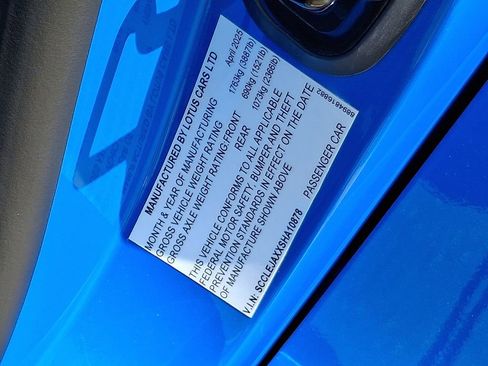 MANUFACTURED BY LOTUS CARS LTD
MONTH & YEAR OF MANUFACTURING April 2025
GROSS VEHICLE WEIGHT RATING 1763kg (3887lb)
GROSS AXLE WEIGHT RATING FRONT 690kg (1521lb)
REAR 1073kg (2366lb)
THIS VEHICLE CONFORMS TO ALL APPLICABLE
FEDERAL MOTOR SAFETY, BUMPER AND THEFT
PREVENTION STANDARDS IN EFFECT ON THE DATE
OF MANUFACTURE SHOWN ABOVE
V.I.N: SCCLEJAXXSHA10878 PASSENGER CAR